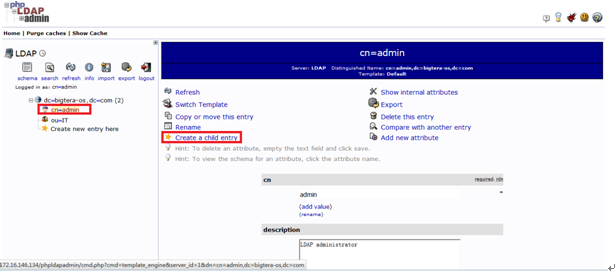 php
LDAP
admin
Home | Purge caches | Show Cache
LDAP
schema search refresh info import export logout
Logged in as: cn=admin
dc=bigtera-os,dc=com (2)
cn=admin
ou=IT
Create new entry here
cn=admin
Server: LDAP Distinguished Name: cn=admin,dc=bigtera-os,dc=com
Template: Default
Refresh
Switch Template
Copy or move this entry
Rename
Create a child entry
Show internal attributes
Export
Delete this entry
Compare with another entry
Add new attribute
Hint: To delete an attribute, empty the text field and click save.
Hint: To view the schema for an attribute, click the attribute name.
cn required, rdn
admin
(add value)
(rename)
description
LDAP administrator
172.16.146.134/phpldapadmin/cmd.php?cmd=template_engine&server_id=1&dn=cn=admin,dc=bigtera-os,dc=com